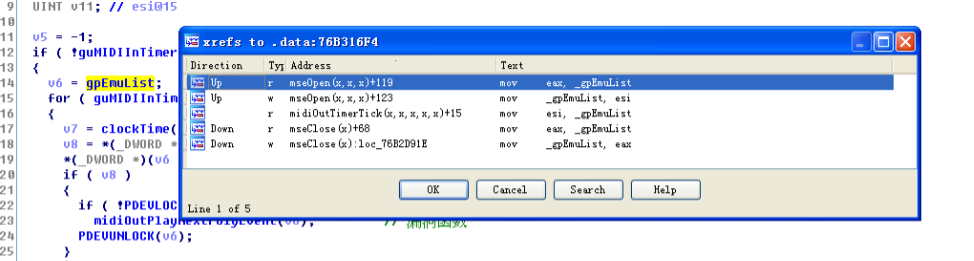 9 UINT v11; // esi@15
10
11 v5 = -1;
12 if ( !guMIDIInTimer
13 {
14 v6 = gpEmuList;
15 for ( guMIDIInTim
16 {
17 v7 = clockTime(
18 v8 = *(_DWORD *
19 *(_DWORD *)(v6
20 if ( v8 )
21 {
22 if ( !PDEVLOC
23 midiOutPlayNextPolyEvent(v6); // 漏洞函数
24 PDEVUNLOCK(v6);
25 }
xrefs to .data:76B316F4
Direction Typ Address Text
Up r mseOpen(x,x,x)+119 mov eax, _gpEmuList
Up w mseOpen(x,x,x)+123 mov _gpEmuList, esi
r midiOutTimerTick(x,x,x,x,x)+15 mov esi, _gpEmuList
Down r mseClose(x)+68 mov eax, _gpEmuList
Down w mseClose(x):loc_76B2D91E mov _gpEmuList, eax
OK Cancel Search Help
Line 1 of 5